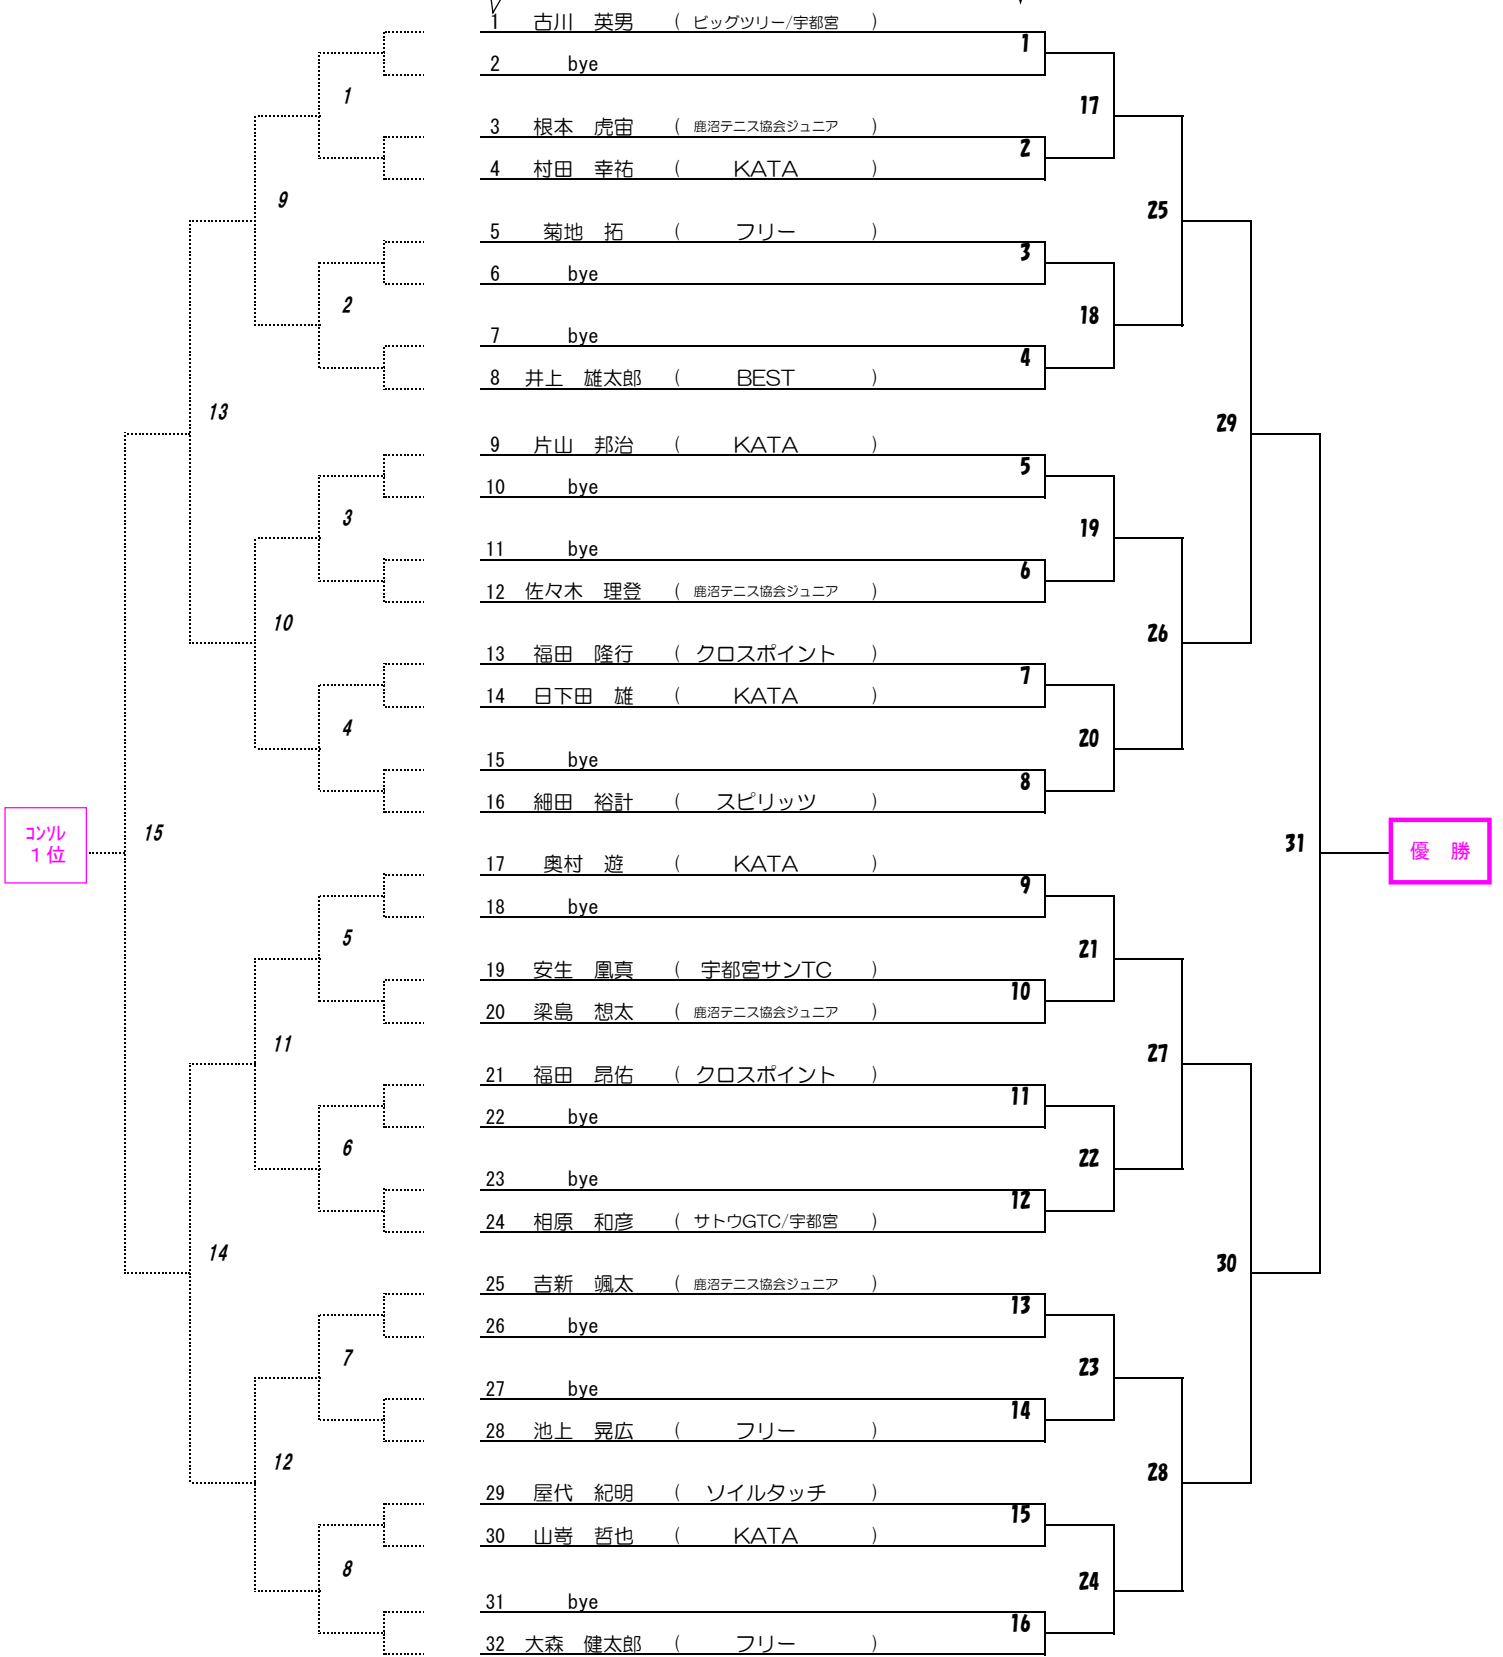 1 古川 英男 ( ビッグツリー/宇都宮 )
1
2 bye
1
17
3 根本 虎宙 ( 鹿沼テニス協会ジュニア )
2
4 村田 幸祐 ( KATA )
9
25
5 菊地 拓 ( フリー )
3
6 bye
2
18
7 bye
4
8 井上 雄太郎 ( BEST )
13
29
9 片山 邦治 ( KATA )
5
10 bye
3
19
11 bye
6
12 佐々木 理登 ( 鹿沼テニス協会ジュニア )
10
26
13 福田 隆行 ( クロスポイント )
7
14 日下田 雄 ( KATA )
4
20
15 bye
8
16 細田 裕計 ( スピリッツ )
コンソル
１位
15
31
優 勝
17 奥村 遊 ( KATA )
9
18 bye
5
21
19 安生 凰真 ( 宇都宮サンTC )
10
20 梁島 想太 ( 鹿沼テニス協会ジュニア )
11
27
21 福田 昂佑 ( クロスポイント )
11
22 bye
6
22
23 bye
12
24 相原 和彦 ( サトウGTC/宇都宮 )
14
30
25 吉新 颯太 ( 鹿沼テニス協会ジュニア )
13
26 bye
7
23
27 bye
14
28 池上 晃広 ( フリー )
12
28
29 屋代 紀明 ( ソイルタッチ )
15
30 山嵜 哲也 ( KATA )
8
24
31 bye
16
32 大森 健太郎 ( フリー )